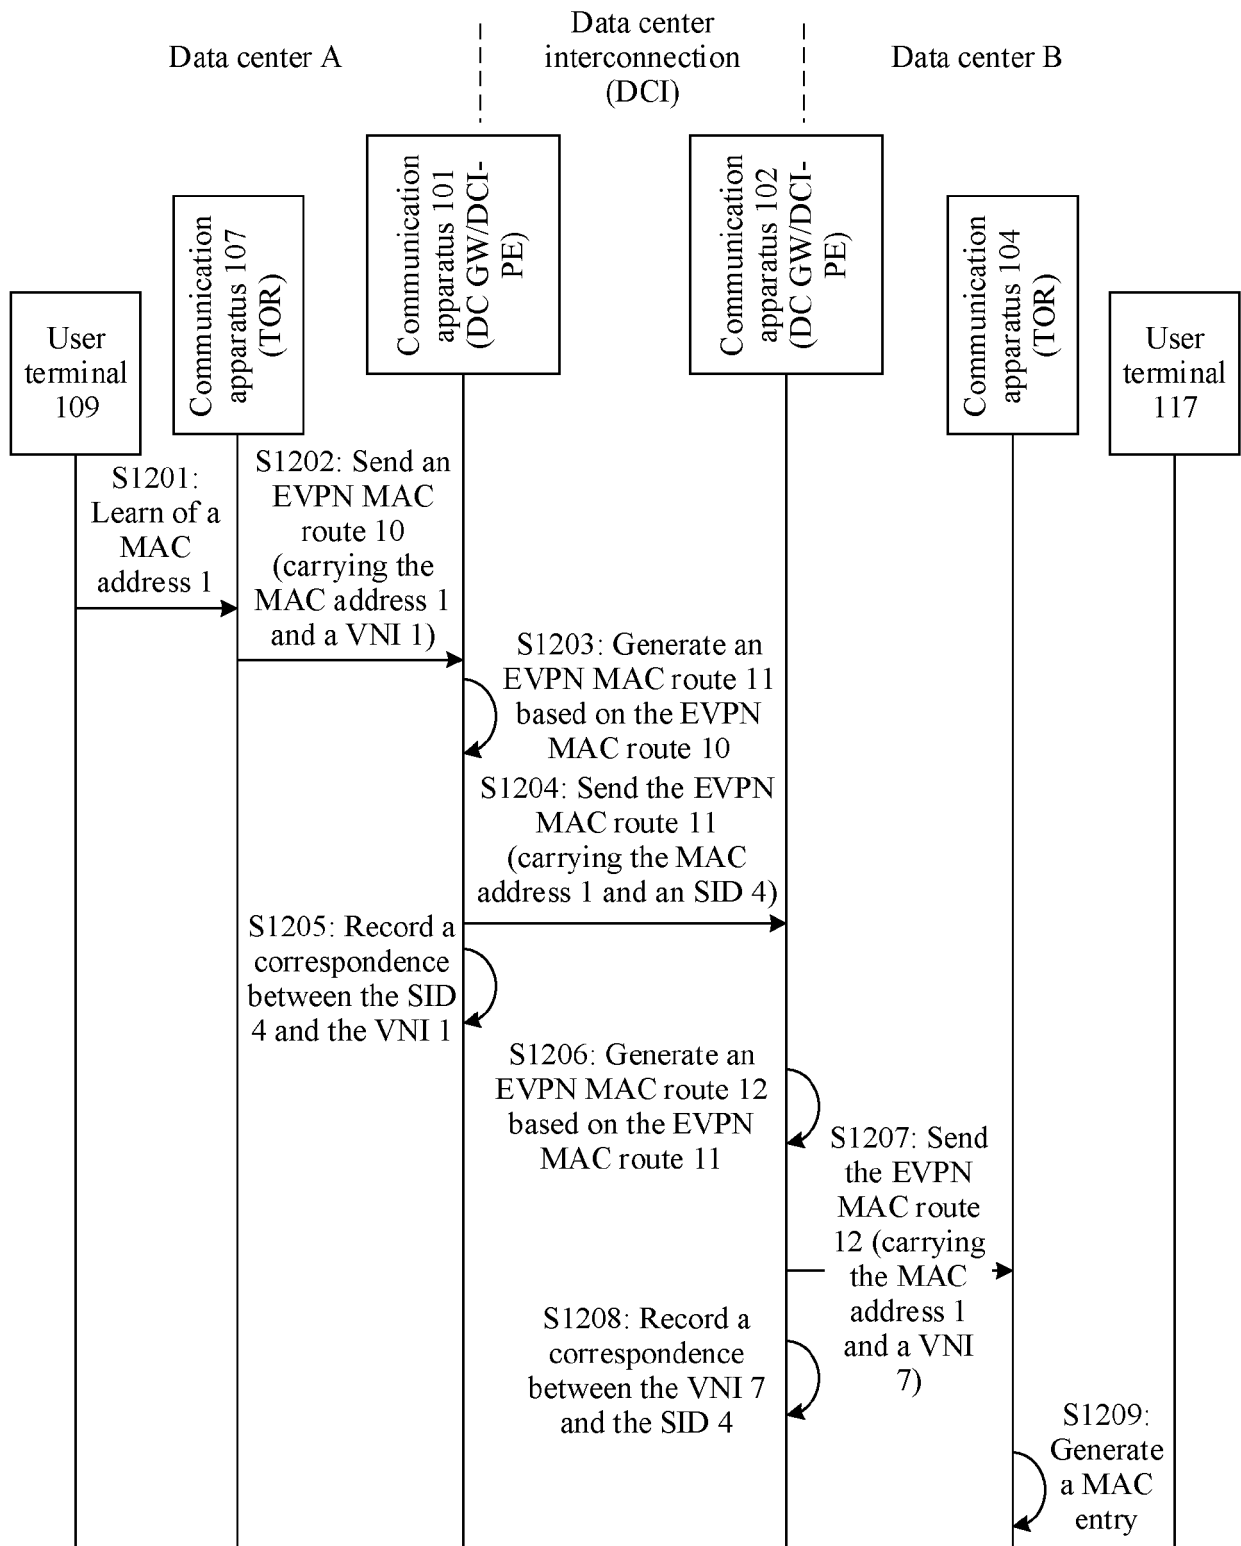 Data center A
Data center
interconnection
(DCI)
Data center B
User
terminal
109
Communication
apparatus 107
(TOR)
Communication
apparatus 101
(DC GW/DCI-
PE)
Communication
apparatus 102
(DC GW/DCI-
PE)
Communication
apparatus 104
(TOR)
User
terminal
117
S1201:
Learn of a
MAC
address 1
S1202: Send an
EVPN MAC
route 10
(carrying the
MAC address 1
and a VNI 1)
S1203: Generate an
EVPN MAC route 11
based on the EVPN
MAC route 10
S1204: Send the EVPN
MAC route 11
(carrying the MAC
address 1 and an SID 4)
S1205: Record a
correspondence
between the SID
4 and the VNI 1
S1206: Generate an
EVPN MAC route 12
based on the EVPN
MAC route 11
S1207: Send
the EVPN
MAC route
12 (carrying
the MAC
address 1
and a VNI
7)
S1208: Record a
correspondence
between the VNI 7
and the SID 4
S1209:
Generate
a MAC
entry